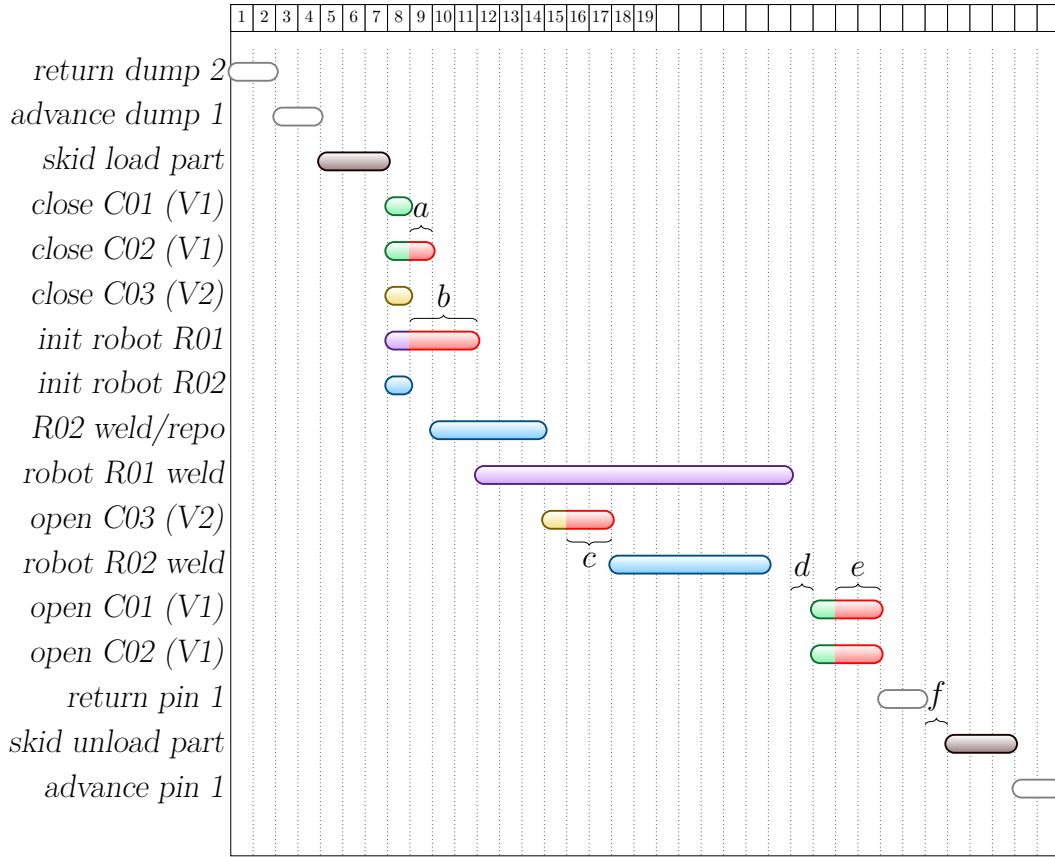 1 2 3 4 5 6 7 8 9 10 11 12 13 14 15 16 17 18 19
return dump 2
advance dump 1
skid load part
close C01 (V1)
a
close C02 (V1)
close C03 (V2)
b
init robot R01
init robot R02
R02 weld/repo
robot R01 weld
open C03 (V2)
c
robot R02 weld
d e
open C01 (V1)
open C02 (V1)
return pin 1
f
skid unload part
advance pin 1